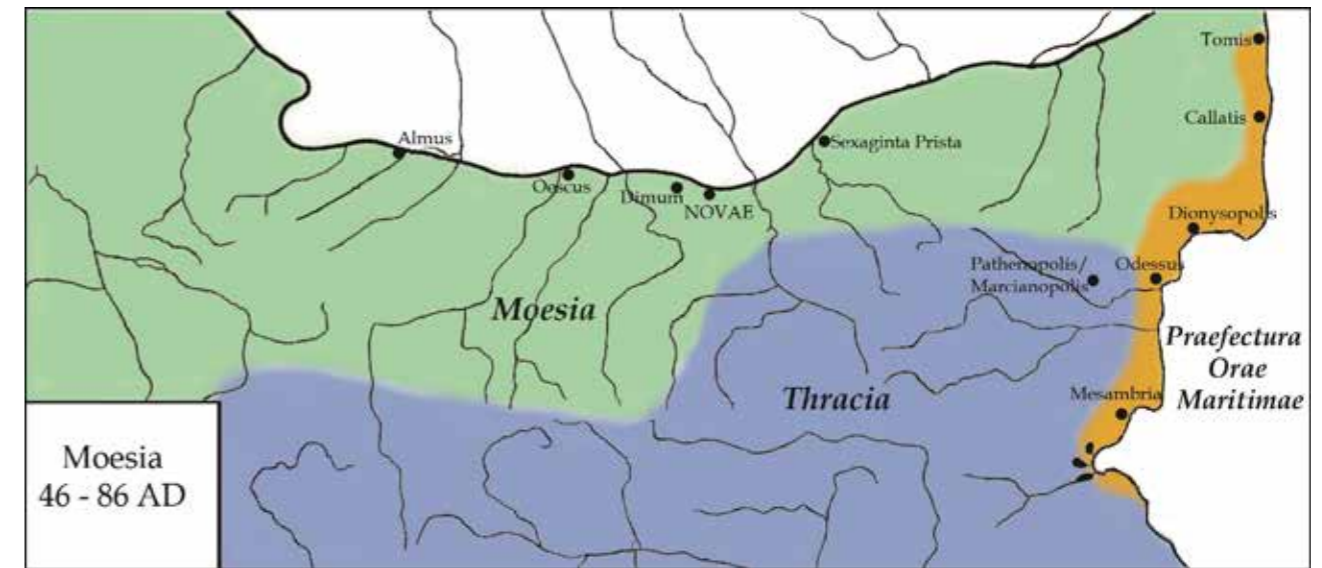 Tomis
Callatis
Almus
Sexaginta Prista
Oescus
Dimum
NOVAE
Dionysopolis
Pathenopolis/
Marcianopolis
Odessus
Moesia
Praefectura
Orae
Maritimae
Thracia
Mesambria
Moesia
46 - 86 AD